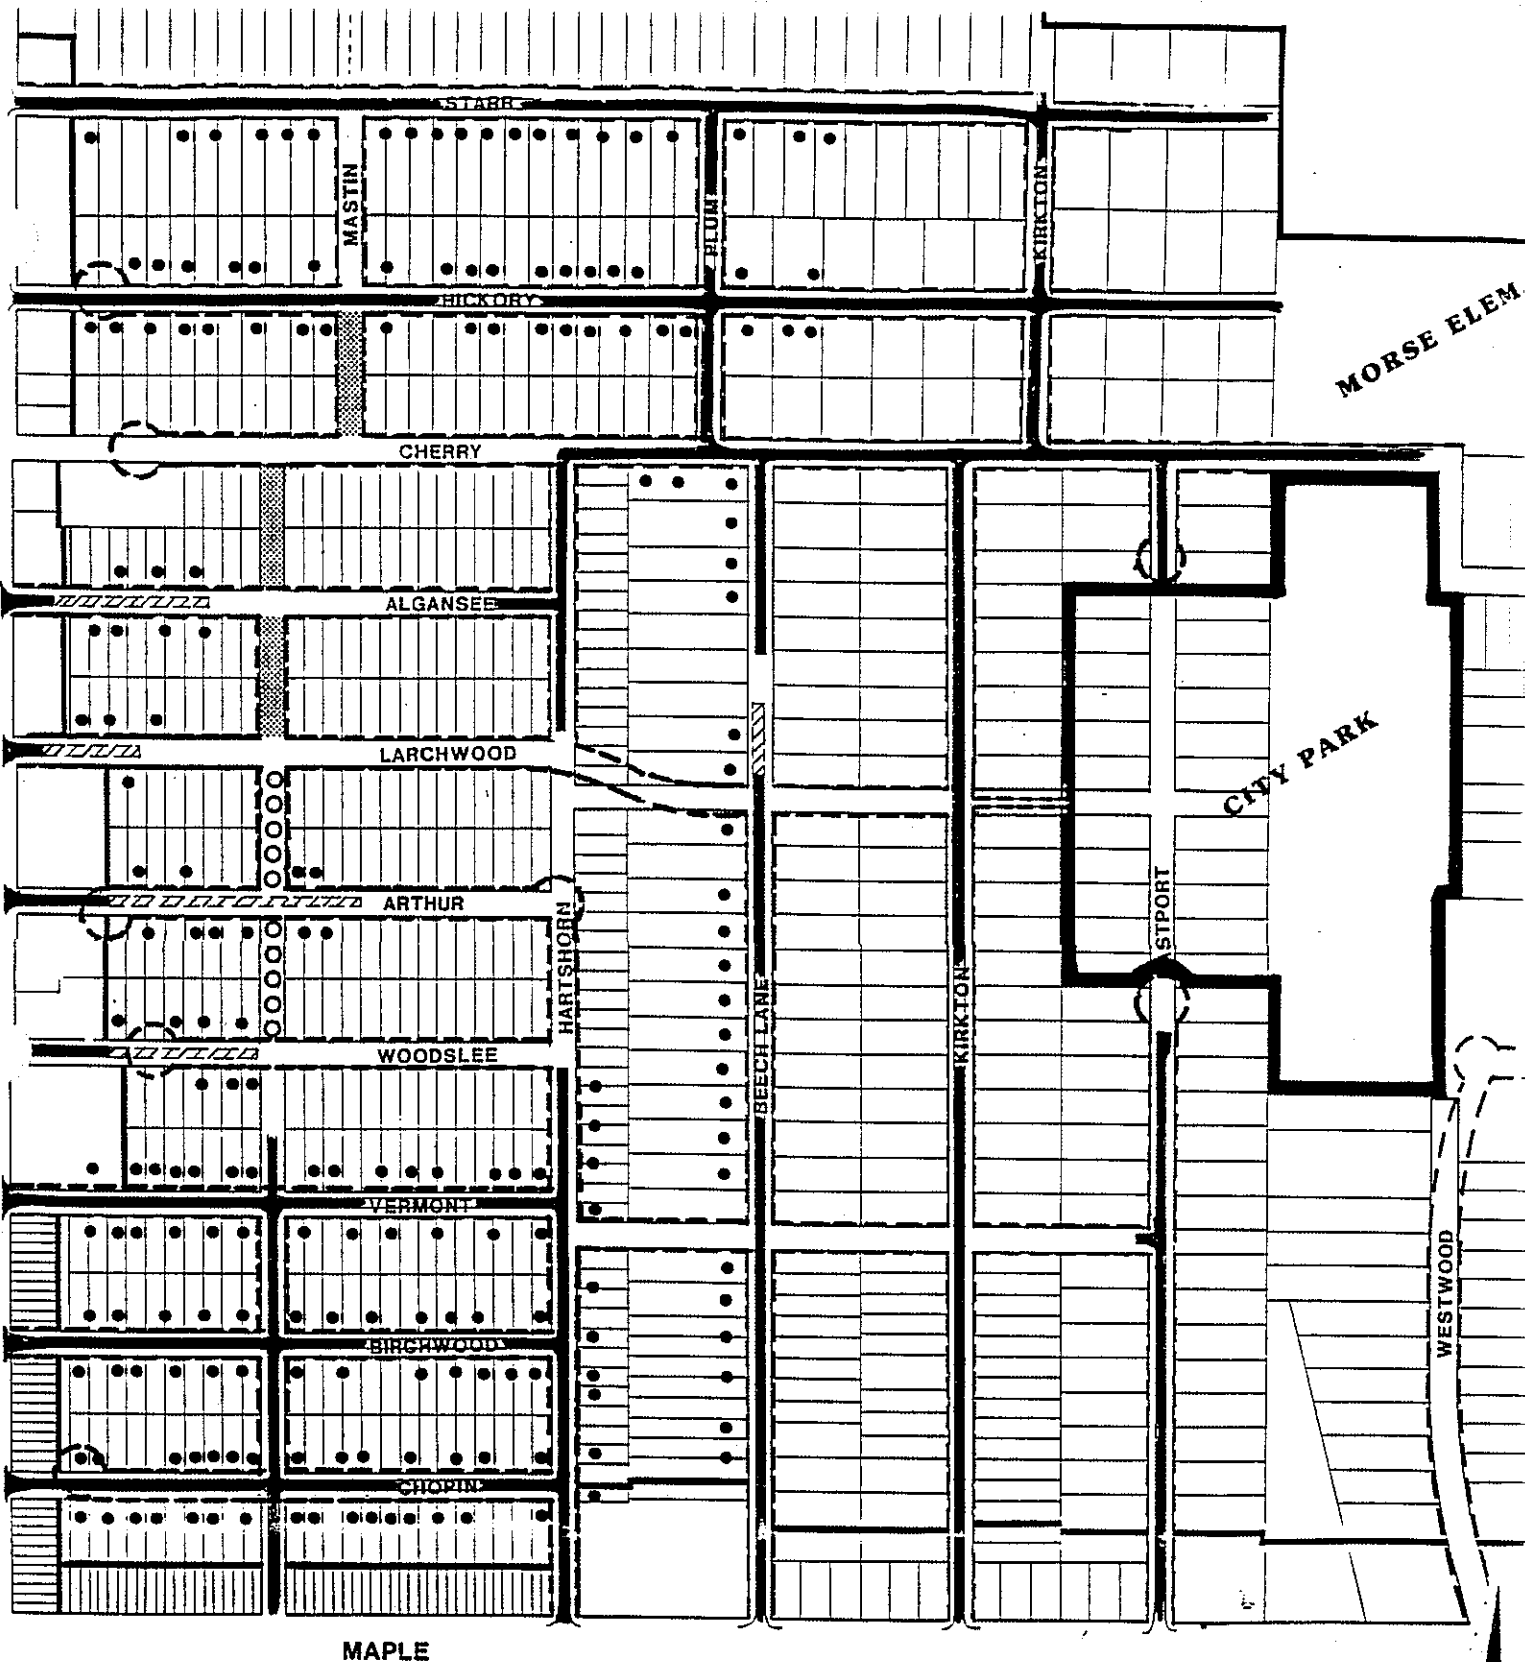 STARR
MASTIN
PLUM
KIRKTON
HICKORY
MORSE ELEM.
CHERRY
ALGANSEE
LARCHWOOD
CITY PARK
ARTHUR
STPORT
HARTSHORN
BEECH LANE
KIRKTON
WOODSLEE
VERMONT
WESTWOOD
BIRCHWOOD
CHOPIN
MAPLE